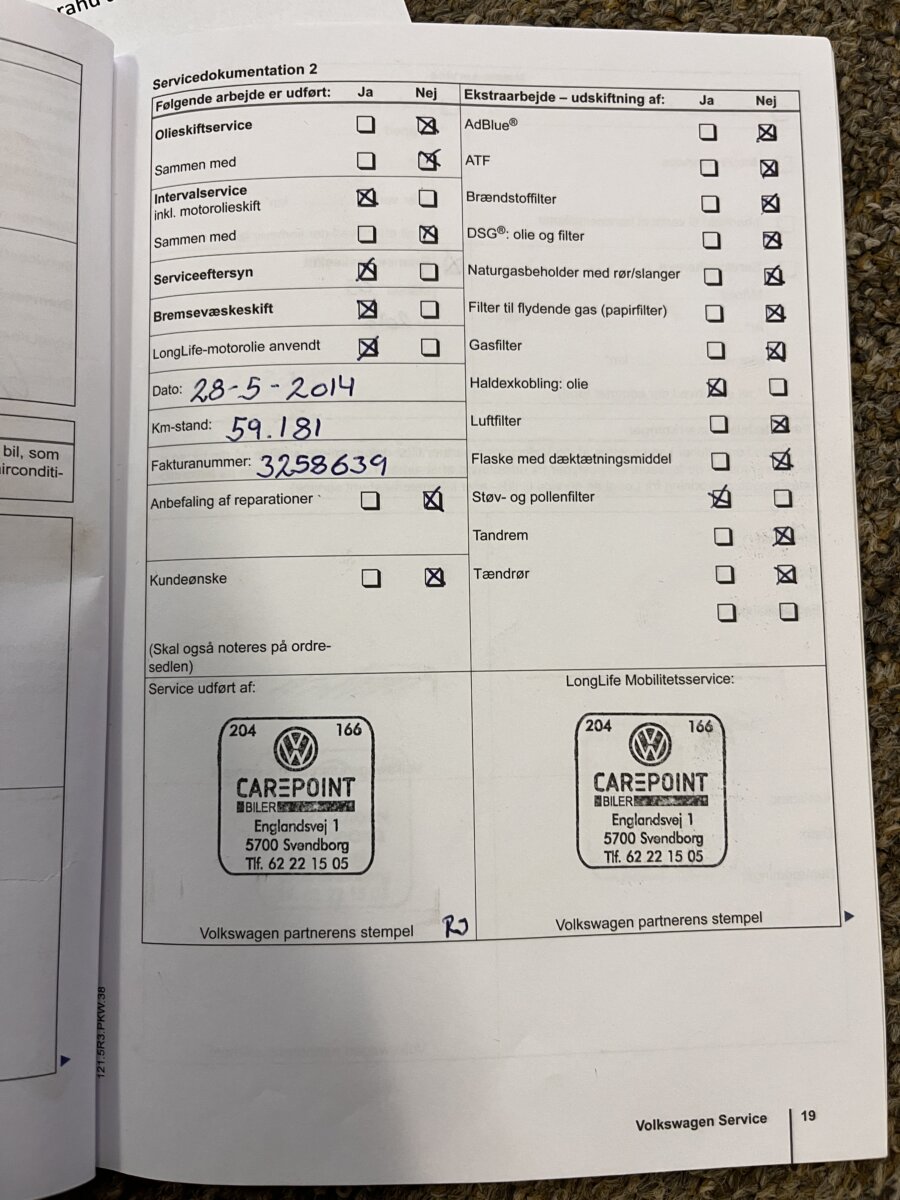 rahd
bil, som
airconditi-
Servicedokumentation 2
Følgende arbejde er udført: Ja Nej
Olieskiftservice
Sammen med
Intervalservice
inkl. motorolieskift
Sammen med
Serviceeftersyn
Bremsevæskeskift
LongLife-motorolie anvendt
Dato: 28-5-2014
Km-stand: 59.181
Fakturanummer: 3258639
Anbefaling af reparationer
Kundeønske
(Skal også noteres på ordre-
sedlen)
Ekstraarbejde – udskiftning af: Ja Nej
AdBlue®
ATF
Brændstoffilter
DSG®: olie og filter
Naturgasbeholder med rør/slanger
Filter til flydende gas (papirfilter)
Gasfilter
Haldexkobling: olie
Luftfilter
Flaske med dæktætningsmiddel
Støv- og pollenfilter
Tandrem
Tændrør
Service udført af:
204 166
CAREPOINT
BILER
Englandsvej 1
5700 Svendborg
Tlf. 62 22 15 05
Volkswagen partnerens stempel RJ
LongLife Mobilitetsservice:
204 166
CAREPOINT
BILER
Englandsvej 1
5700 Svendborg
Tlf. 62 22 15 05
Volkswagen partnerens stempel
121.5R3.PKW.38
Volkswagen Service 19